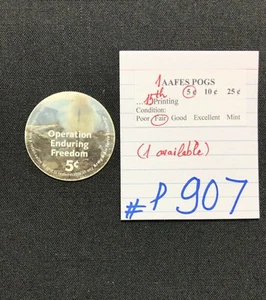 Operation
Enduring
Freedom
5¢
1 AAFES POGS
5¢ 10¢ 25¢
...15th Printing
Condition:
Poor Fair Good Excellent Mint
(1 available)
#P907